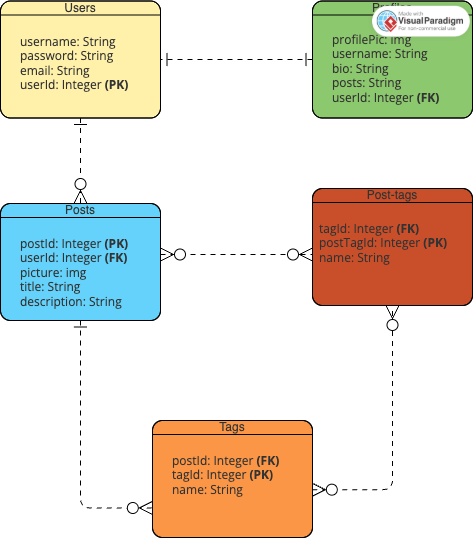 Users
username: String
password: String
email: String
userId: Integer (PK)
Made with
VisualParadigm
For non-commercial use
profilePic: img
username: String
bio: String
posts: String
userId: Integer (FK)
Posts
postId: Integer (PK)
userId: Integer (FK)
picture: img
title: String
description: String
Post-tags
tagId: Integer (FK)
postTagId: Integer (PK)
name: String
Tags
postId: Integer (FK)
tagId: Integer (PK)
name: String